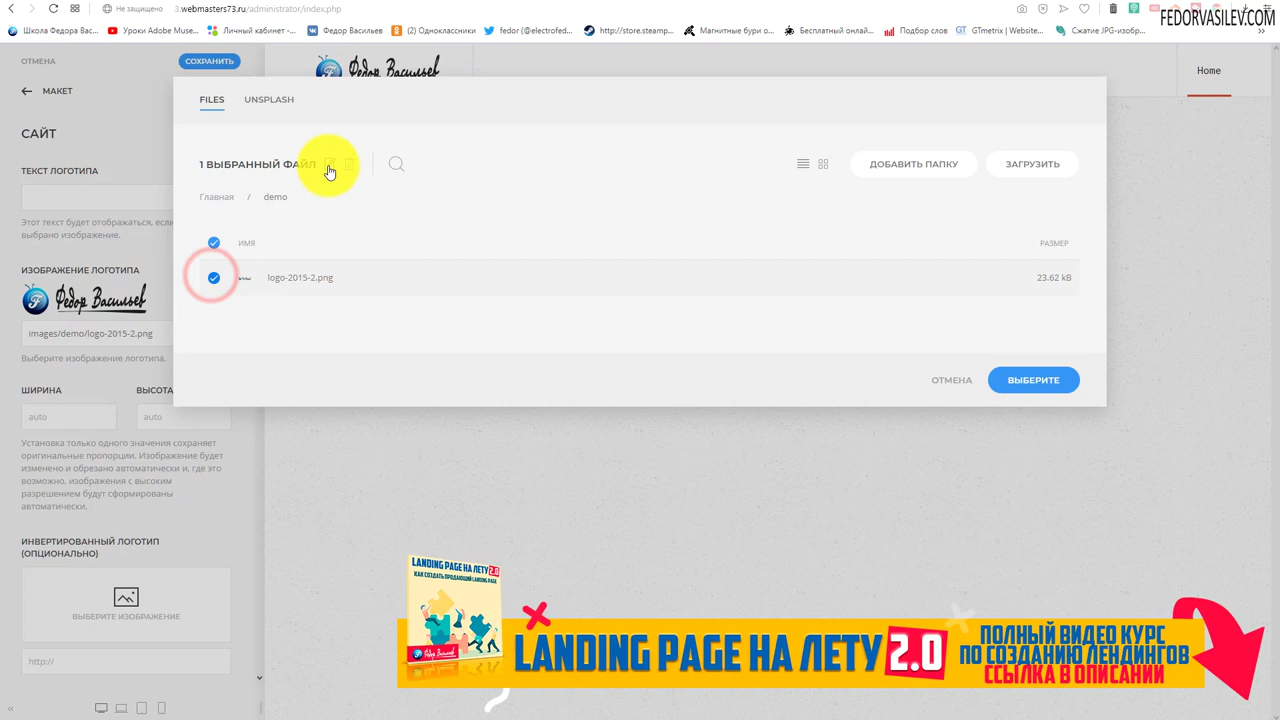 Не защищено
3.webmasters73.ru/administrator/index.php
FEDORVASILEV.COM
Школа Федора Вас...
Уроки Adobe Muse...
Личный кабинет -...
Федор Васильев
Одноклассники
fedor (@electrofed...
http://store.steamp...
Магнитные бури о...
Бесплатный онлай...
Подбор слов
GTmetrix | Website...
Сжатие JPG-изобр...
ОТМЕНА
СОХРАНИТЬ
МАКЕТ
САЙТ
ТЕКСТ ЛОГОТИПА
Этот текст будет отображаться, если
выбрано изображение.
ИЗОБРАЖЕНИЕ ЛОГОТИПА
Федор Васильев
images/demo/logo-2015-2.png
Выберите изображение логотипа.
ШИРИНА
ВЫСОТА
auto
auto
Установка только одного значения сохраняет
оригинальные пропорции. Изображение будет
изменено и обрезано автоматически и, где это
возможно, изображения с высоким
разрешением будут сформированы
автоматически.
ИНВЕРТИРОВАННЫЙ ЛОГОТИП
(ОПЦИОНАЛЬНО)
ВЫБЕРИТЕ ИЗОБРАЖЕНИЕ
http://
Федор Васильев
Home
FILES
UNSPLASH
1 ВЫБРАННЫЙ ФАЙЛ
ДОБАВИТЬ ПАПКУ
ЗАГРУЗИТЬ
Главная / demo
ИМЯ
РАЗМЕР
logo-2015-2.png
23.62 kB
ОТМЕНА
ВЫБЕРИТЕ
LANDING PAGE НА ЛЕТУ 2.0
КАК СОЗДАТЬ ПРОДАЮЩИЙ LANDING PAGE
Федор Васильев
LANDING PAGE НА ЛЕТУ 2.0
ПОЛНЫЙ ВИДЕО КУРС
ПО СОЗДАНИЮ ЛЕНДИНГОВ
ССЫЛКА В ОПИСАНИИ